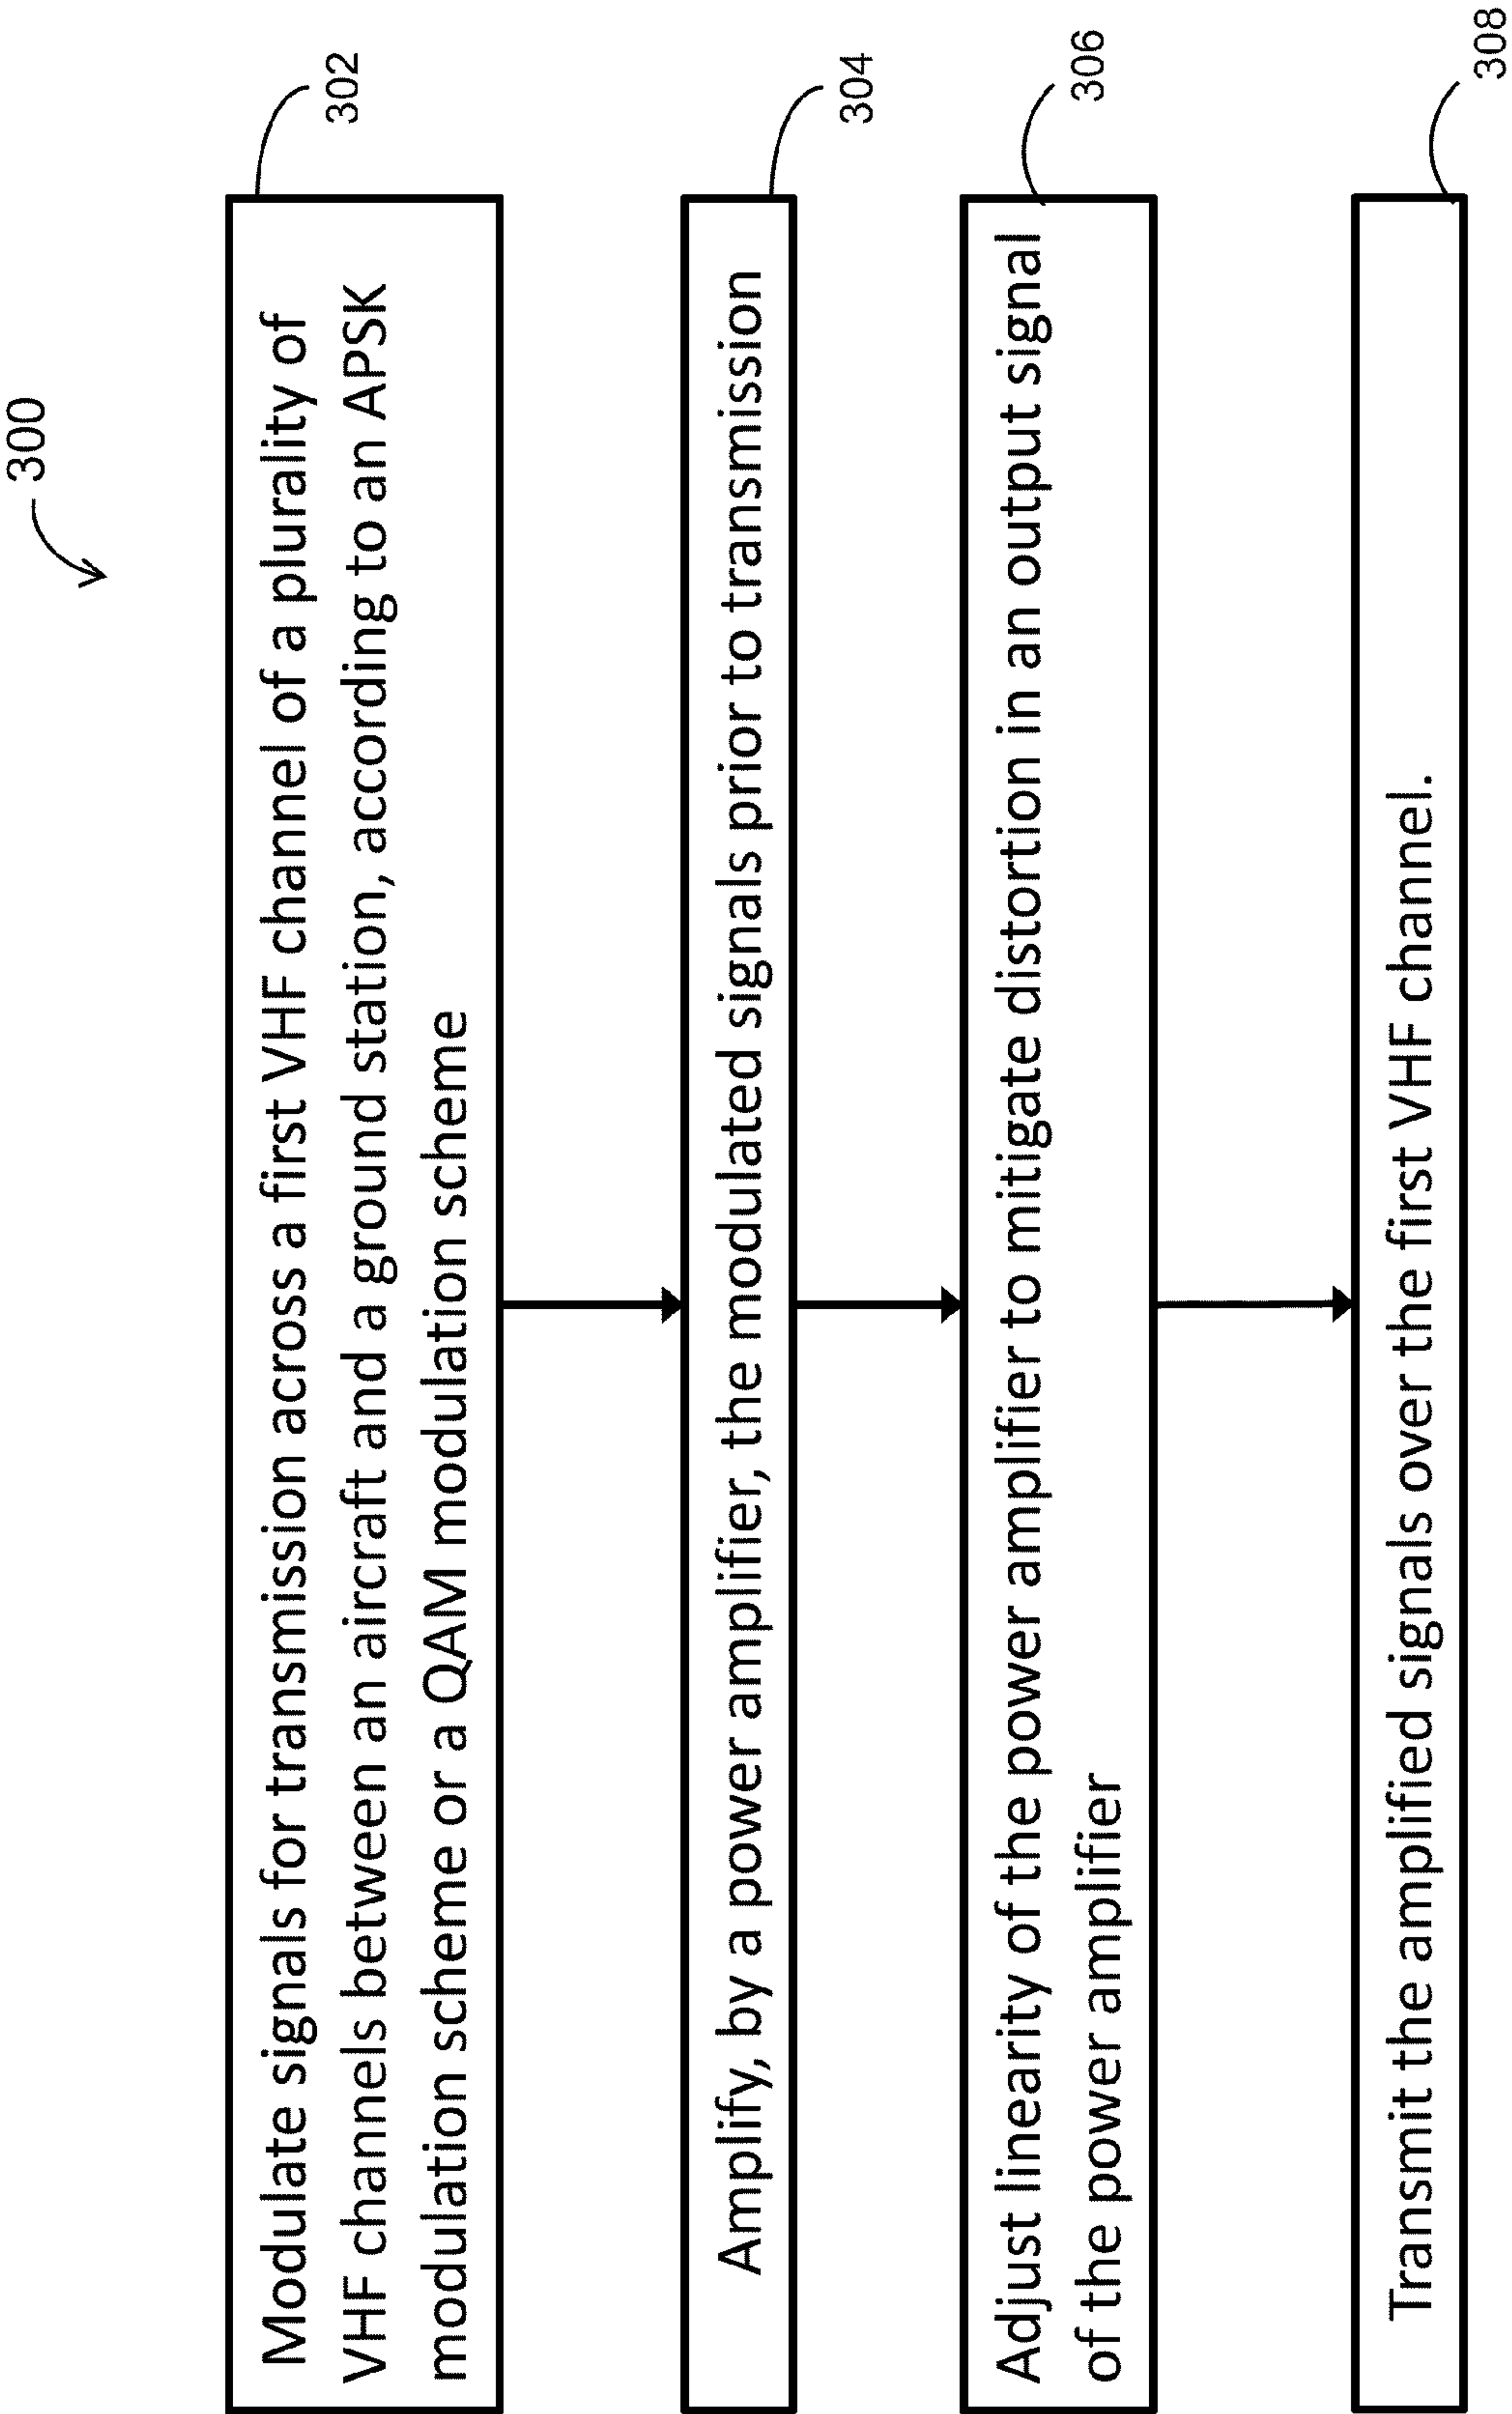 300
Modulate signals for transmission across a first VHF channel of a plurality of
VHF channels between an aircraft and a ground station, according to an APSK
modulation scheme or a QAM modulation scheme
302
Amplify, by a power amplifier, the modulated signals prior to transmission
304
Adjust linearity of the power amplifier to mitigate distortion in an output signal
of the power amplifier
306
Transmit the amplified signals over the first VHF channel.
308